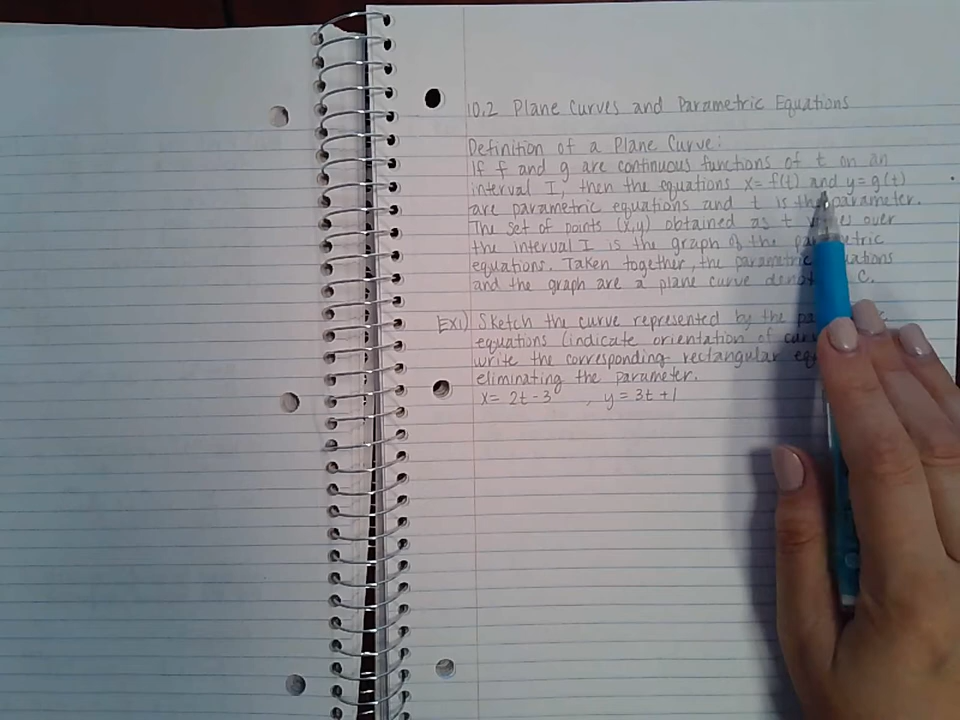 10.2 Plane Curves and Parametric Equations
Definition of a Plane Curve:
If f and g are continuous functions of t on an
interval I, then the equations x = f(t) and y = g(t)
are parametric equations and t is the parameter.
The set of points (x,y) obtained as t over
the interval I is the graph of the
equations. Taken together, the parametric
and the graph are a plane curve C.
EX1) Sketch the curve represented by the
equations (indicate orientation of
write the corresponding rectangular
eliminating the parameter.
x = 2t - 3 , y = 3t + 1